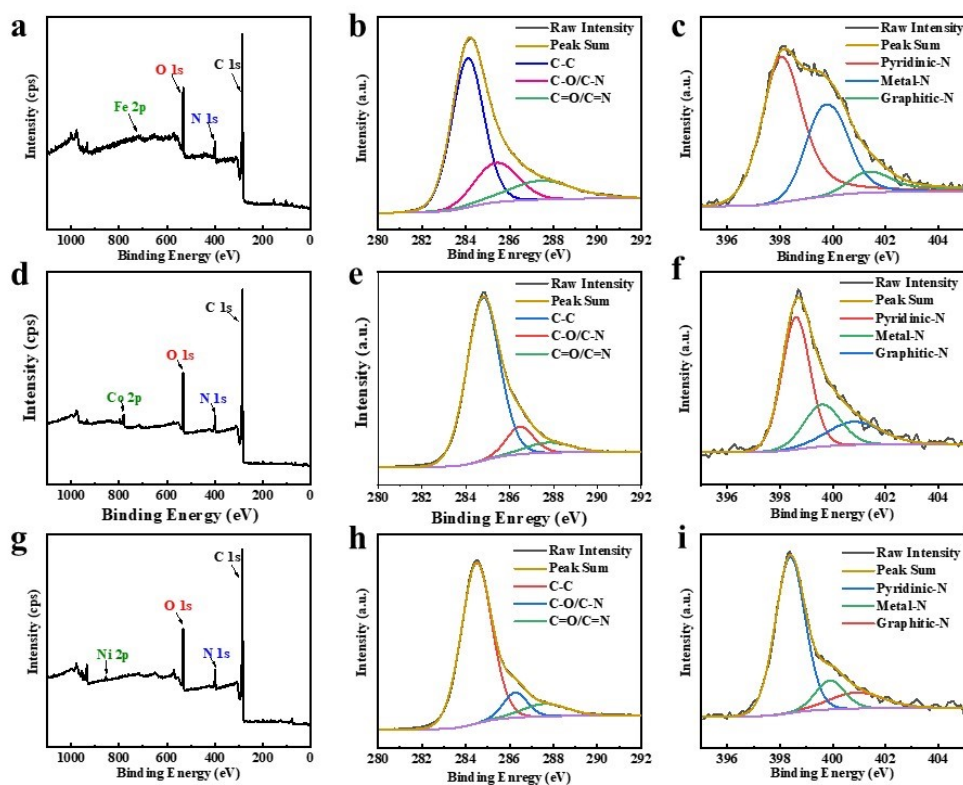 a
Intensity (cps)
Fe 2p
O 1s
N 1s
C 1s
1000 800 600 400 200 0
Binding Energy (eV)
b
Intensity (a.u.)
Raw Intensity
Peak Sum
C-C
C-O/C-N
C=O/C=N
280 282 284 286 288 290 292
Binding Enregy (eV)
c
Intensity (a.u.)
Raw Intensity
Peak Sum
Pyridinic-N
Metal-N
Graphitic-N
396 398 400 402 404
Binding Energy (eV)
d
Intensity (cps)
Co 2p
O 1s
N 1s
C 1s
1000 800 600 400 200 0
Binding Energy (eV)
e
Intensity (a.u.)
Raw Intensity
Peak Sum
C-C
C-O/C-N
C=O/C=N
280 282 284 286 288 290 292
Binding Enregy (eV)
f
Intensity (a.u.)
Raw Intensity
Peak Sum
Pyridinic-N
Metal-N
Graphitic-N
396 398 400 402 404
Binding Energy (eV)
g
Intensity (cps)
Ni 2p
O 1s
N 1s
C 1s
1000 800 600 400 200 0
Binding Energy (eV)
h
Intensity (a.u.)
Raw Intensity
Peak Sum
C-C
C-O/C-N
C=O/C=N
280 282 284 286 288 290 292
Binding Enregy (eV)
i
Intensity (a.u.)
Raw Intensity
Peak Sum
Pyridinic-N
Metal-N
Graphitic-N
396 398 400 402 404
Binding Energy (eV)